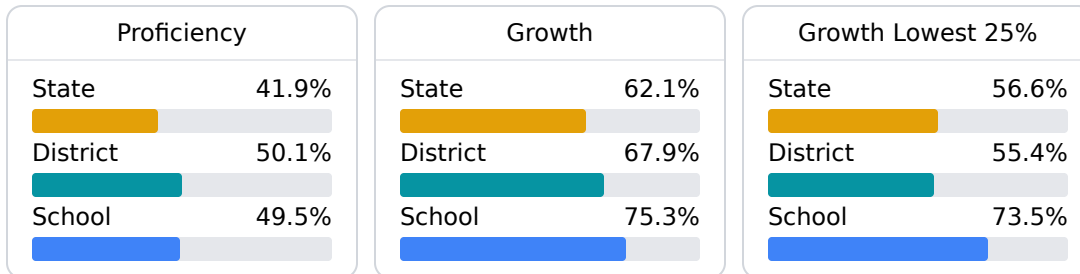 Proficiency
State 41.9%
District 50.1%
School 49.5%
Growth
State 62.1%
District 67.9%
School 75.3%
Growth Lowest 25%
State 56.6%
District 55.4%
School 73.5%